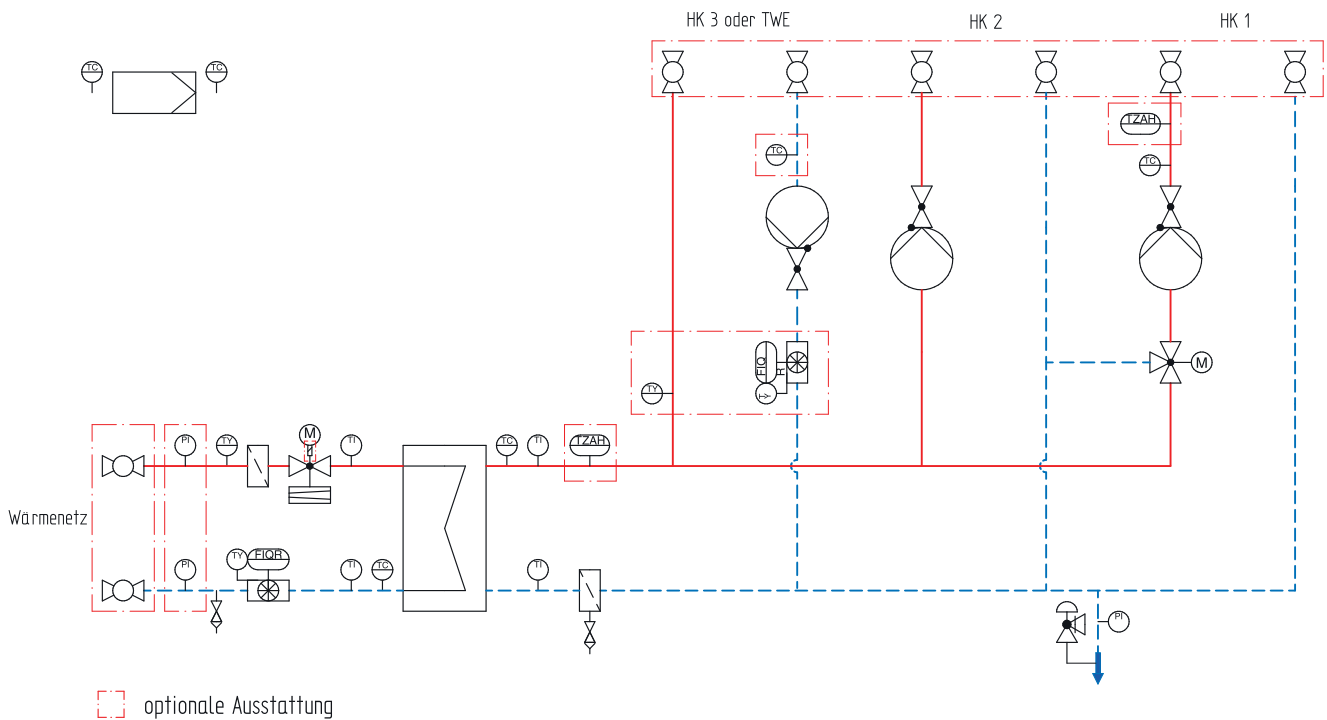 HK 3 oder TWE
HK 2
HK 1
TC
TC
TZAH
TC
TC
FIQ
R
TY
TY
M
M
PI
TY
TI
TC
TI
TZAH
Wärmenetz
PI
TY
FIQR
TI
TC
TI
PI
optionale Ausstattung